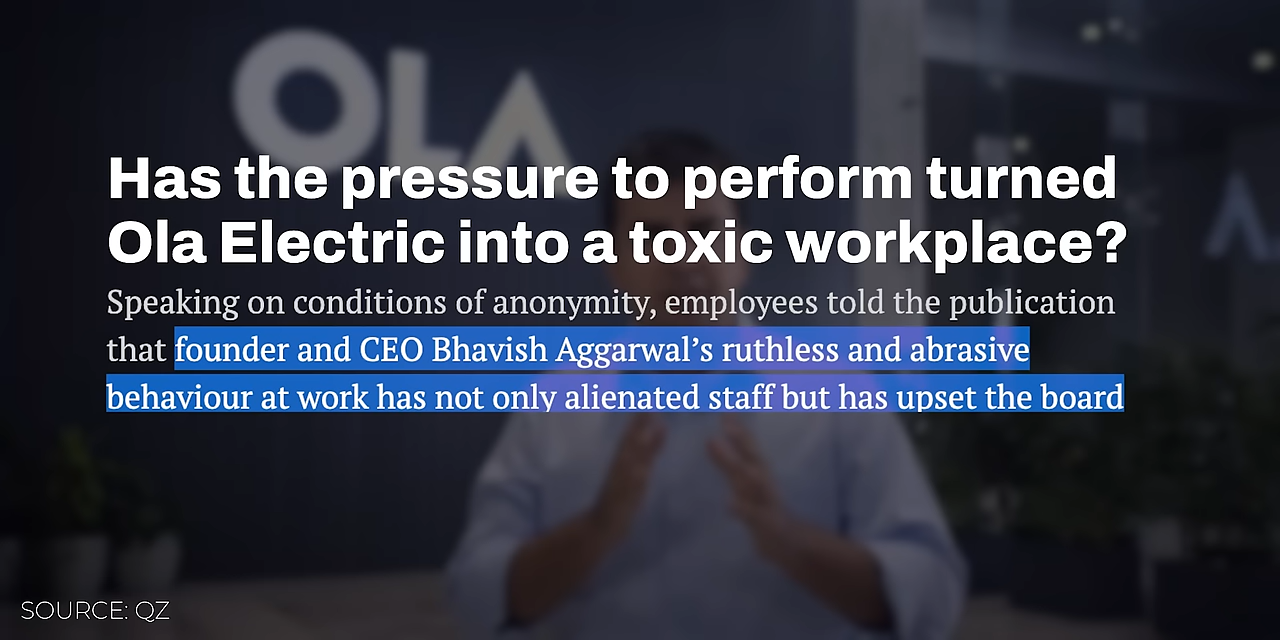 OLA
Has the pressure to perform turned
Ola Electric into a toxic workplace?
Speaking on conditions of anonymity, employees told the publication
that founder and CEO Bhavish Aggarwal’s ruthless and abrasive
behaviour at work has not only alienated staff but has upset the board
SOURCE: QZ